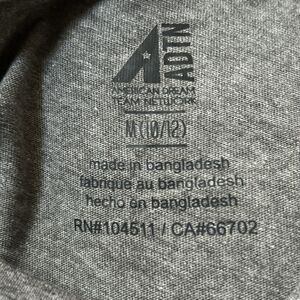 ADTN
AMERICAN DREAM
TEAM NETWORK
M(10/12)
made in bangladesh
fabrique au bangladesh
hecho en bangladesh
RN#104511 / CA#66702